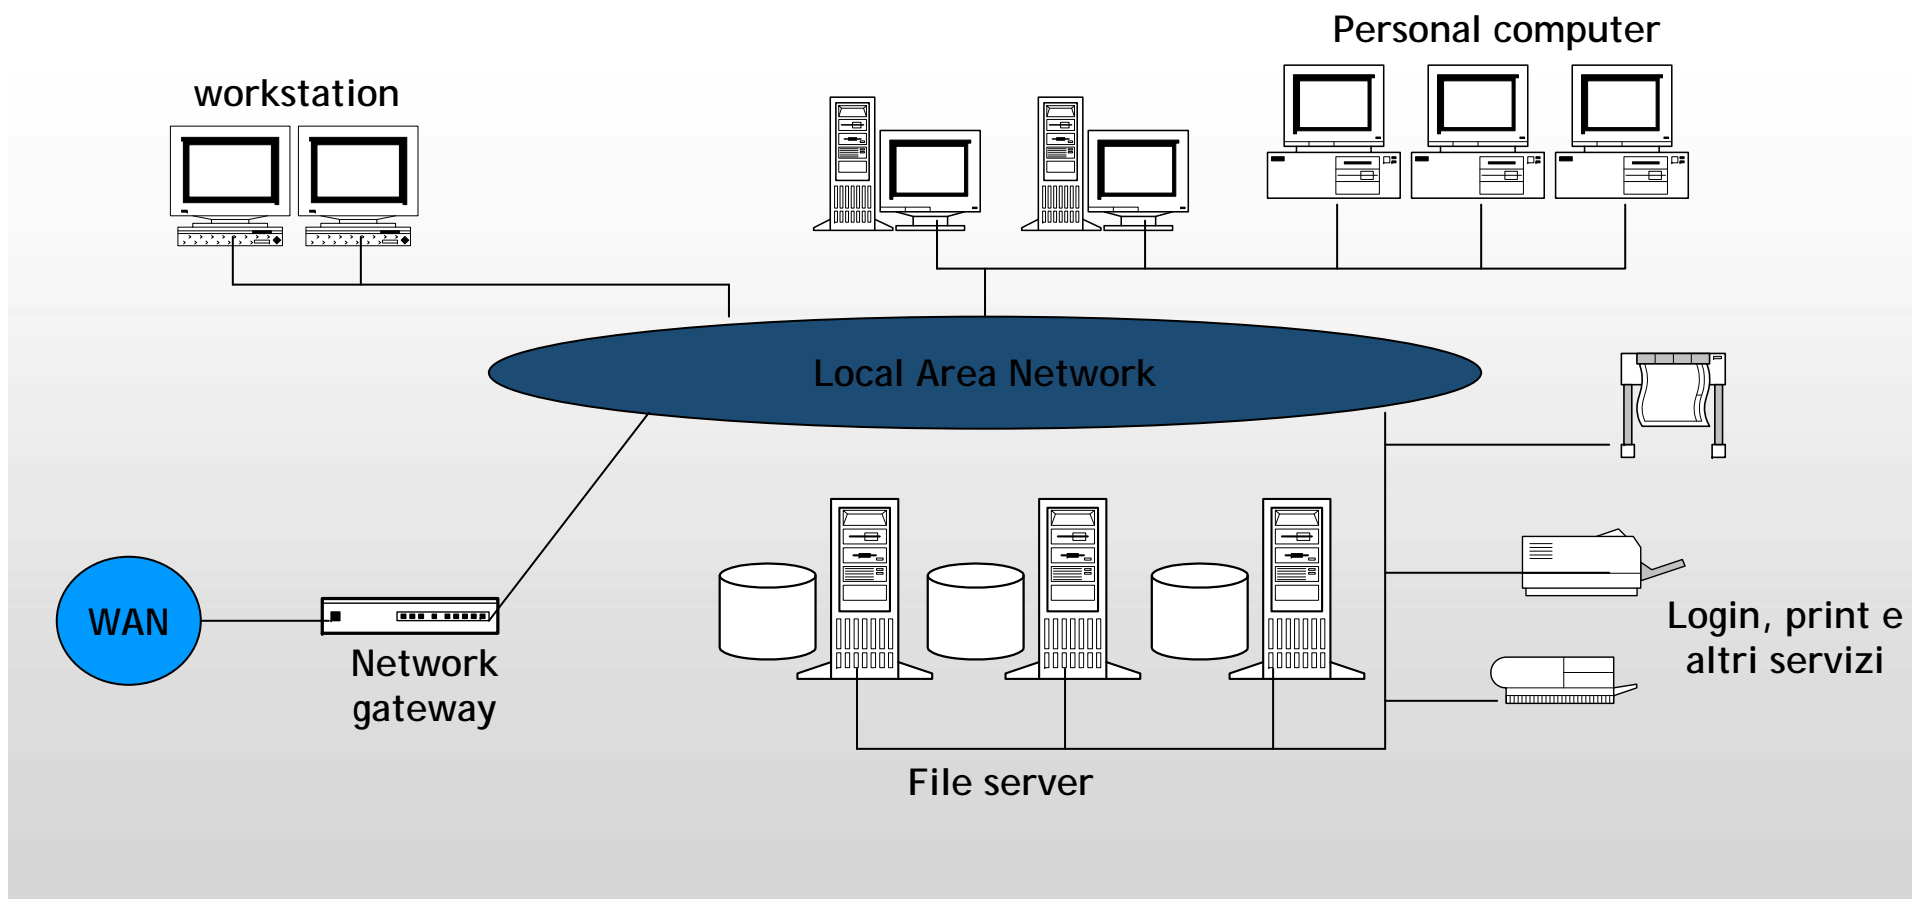 Personal computer
workstation
Local Area Network
WAN
Network
gateway
Login, print e
altri servizi
File server